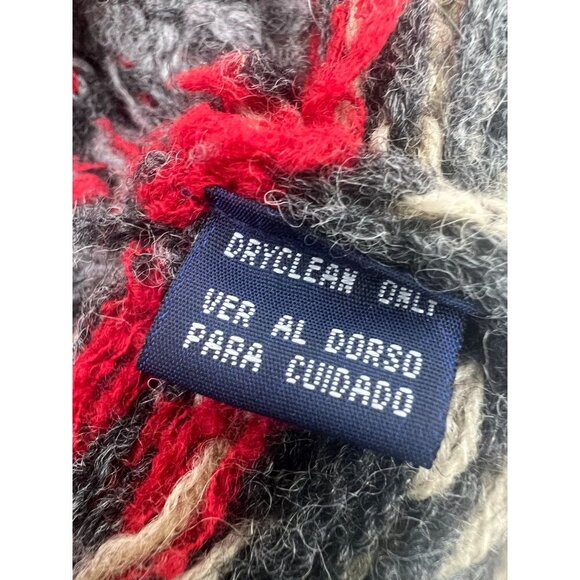 DRYCLEAN ONLY
VER AL DORSO
PARA CUIDADO